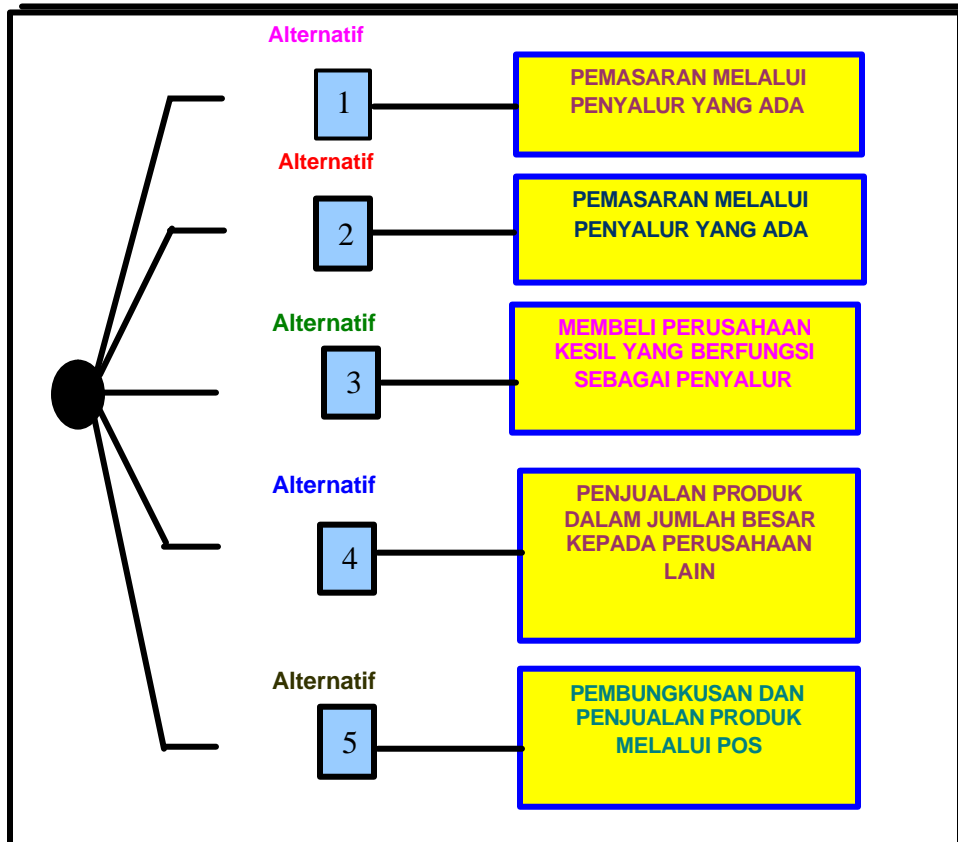 Alternatif
1
PEMASARAN MELALUI
PENYALUR YANG ADA
Alternatif
2
PEMASARAN MELALUI
PENYALUR YANG ADA
Alternatif
3
MEMBELI PERUSAHAAN
KESIL YANG BERFUNGSI
SEBAGAI PENYALUR
Alternatif
4
PENJUALAN PRODUK
DALAM JUMLAH BESAR
KEPADA PERUSAHAAN
LAIN
Alternatif
5
PEMBUNGKUSAN DAN
PENJUALAN PRODUK
MELALUI POS